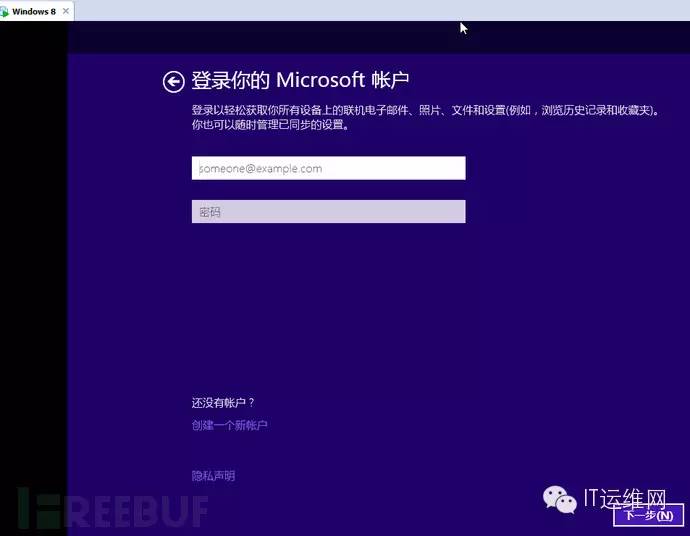 Windows 8
登录你的 Microsoft 帐户
登录以轻松获取你所有设备上的联机电子邮件、照片、文件和设置(例如，浏览历史记录和收藏夹)。
你也可以随时管理已同步的设置。
someone@example.com
密码
还没有帐户？
创建一个新帐户
隐私声明
FREEBUF
IT运维网
下一步(N)